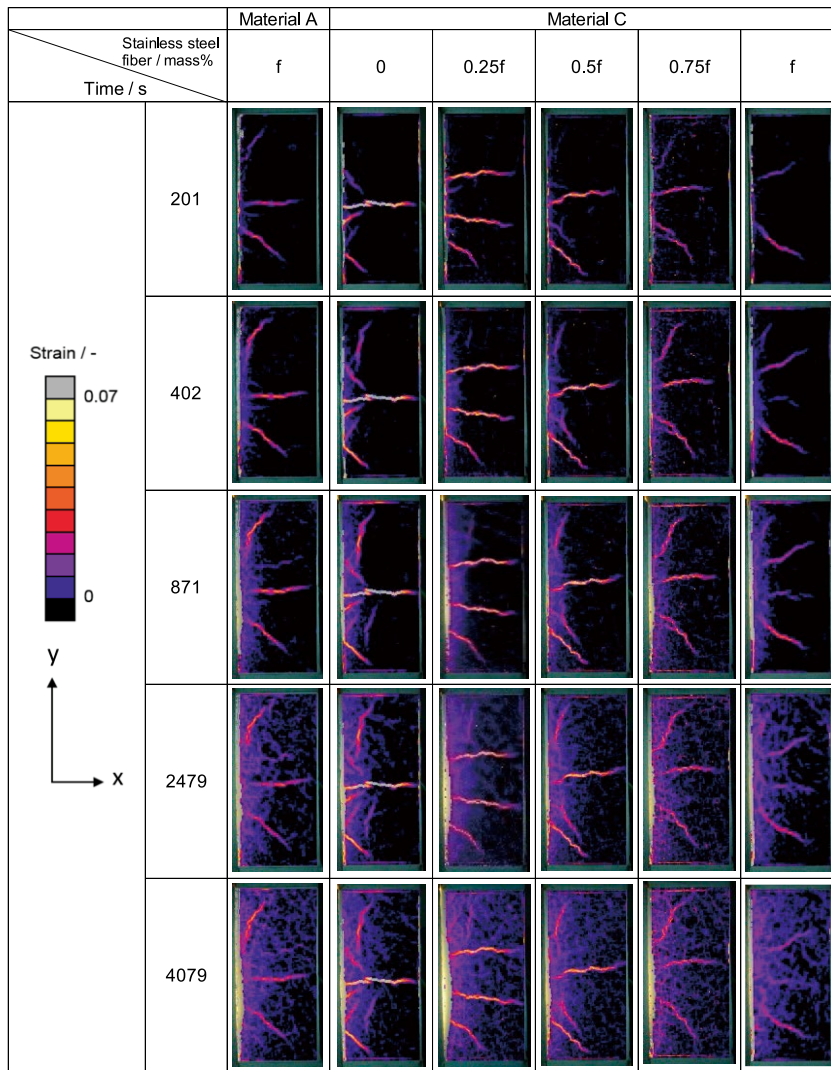 Material A
Material C
Stainless steel
fiber / mass%
Time / s
f
0
0.25f
0.5f
0.75f
f
201
402
871
2479
4079
Strain / -
0.07
0
y
x